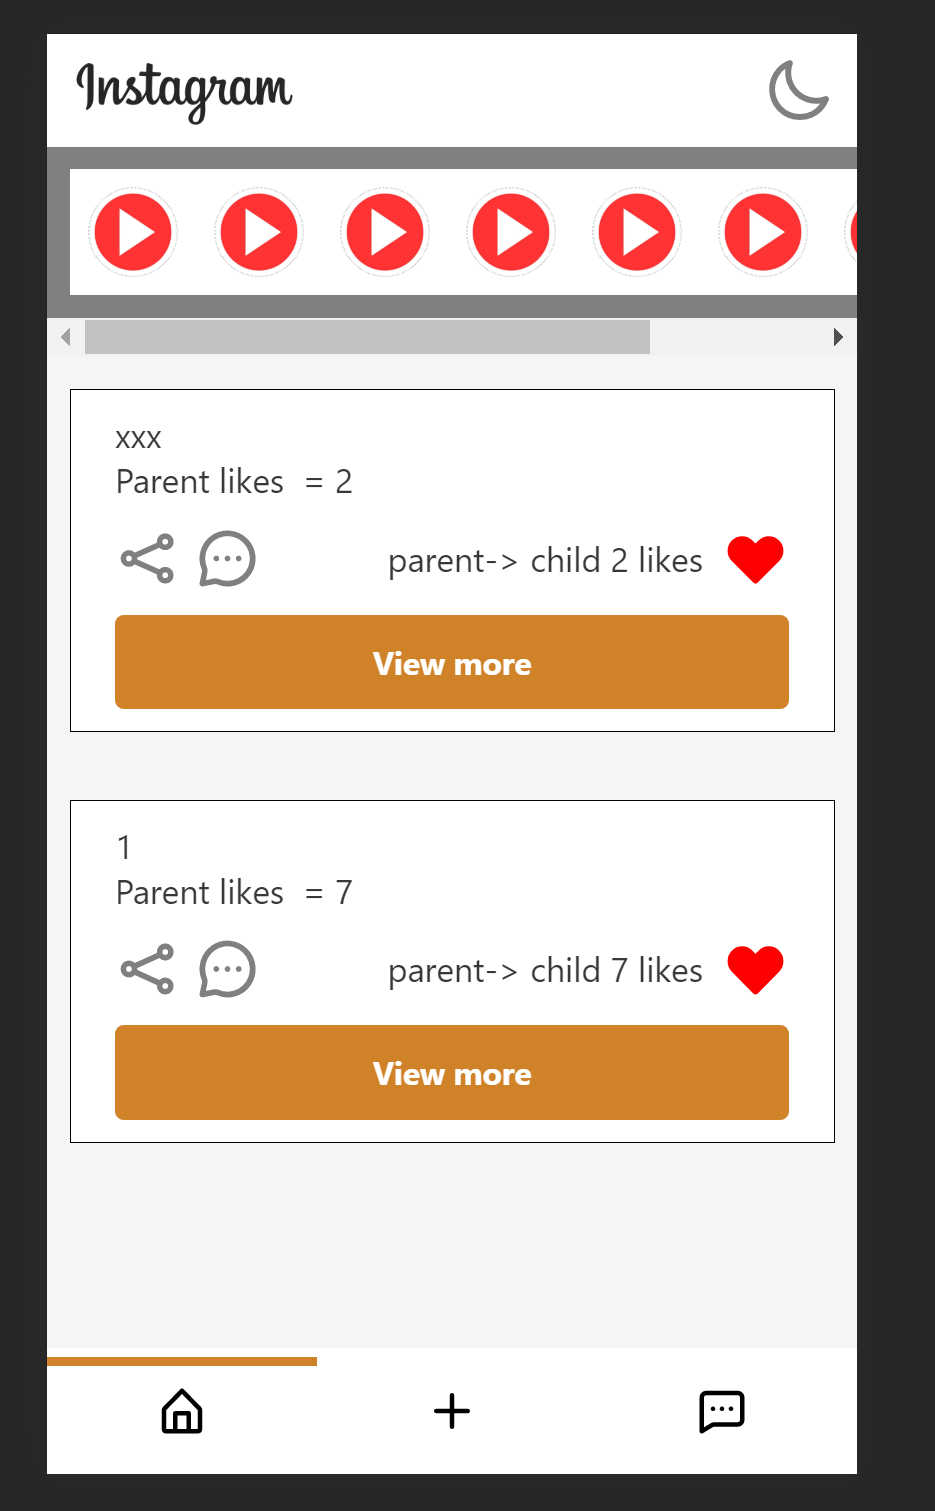 Instagram
xxx
Parent likes  = 2
parent-> child 2 likes
View more
1
Parent likes  = 7
parent-> child 7 likes
View more